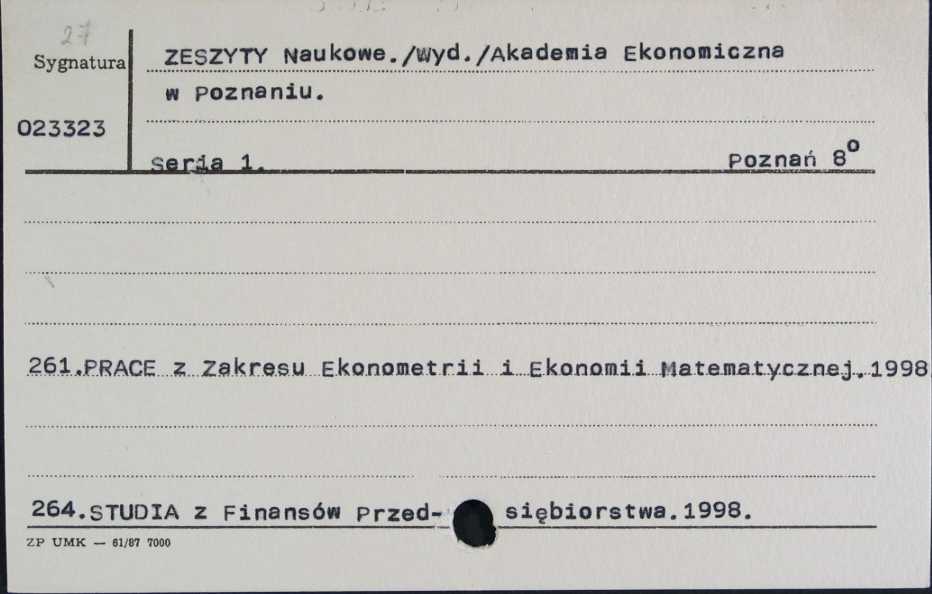 27
Sygnatura
ZESZYTY Naukowe./Wyd./Akademia Ekonomiczna
w Poznaniu.
023323
Seria 1. Poznań 8°
261.PRACE z Zakresu Ekonometrii i Ekonomii Matematycznej.1998
264.STUDIA z Finansów Przed- siębiorstwa.1998.
ZP UMK — 61/87 7000